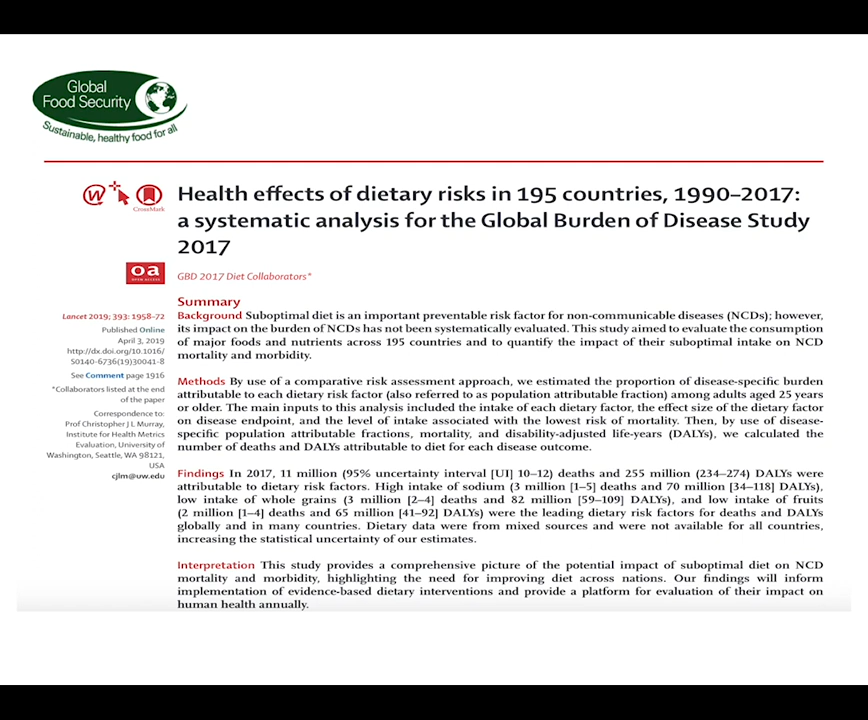 Global
Food Security
Sustainable, healthy food for all
CrossMark
Health effects of dietary risks in 195 countries, 1990–2017:
a systematic analysis for the Global Burden of Disease Study
2017
oa
OPEN ACCESS
GBD 2017 Diet Collaborators*
Lancet 2019; 393: 1958–72
Published Online
April 3, 2019
http://dx.doi.org/10.1016/
S0140-6736(19)30041-8
See Comment page 1916
*Collaborators listed at the end
of the paper
Correspondence to:
Prof Christopher J L Murray,
Institute for Health Metrics
Evaluation, University of
Washington, Seattle, WA 98121,
USA
cjlm@uw.edu
Summary
Background Suboptimal diet is an important preventable risk factor for non-communicable diseases (NCDs); however,
its impact on the burden of NCDs has not been systematically evaluated. This study aimed to evaluate the consumption
of major foods and nutrients across 195 countries and to quantify the impact of their suboptimal intake on NCD
mortality and morbidity.
Methods By use of a comparative risk assessment approach, we estimated the proportion of disease-specific burden
attributable to each dietary risk factor (also referred to as population attributable fraction) among adults aged 25 years
or older. The main inputs to this analysis included the intake of each dietary factor, the effect size of the dietary factor
on disease endpoint, and the level of intake associated with the lowest risk of mortality. Then, by use of disease-
specific population attributable fractions, mortality, and disability-adjusted life-years (DALYs), we calculated the
number of deaths and DALYs attributable to diet for each disease outcome.
Findings In 2017, 11 million (95% uncertainty interval [UI] 10–12) deaths and 255 million (234–274) DALYs were
attributable to dietary risk factors. High intake of sodium (3 million [1–5] deaths and 70 million [34–118] DALYs),
low intake of whole grains (3 million [2–4] deaths and 82 million [59–109] DALYs), and low intake of fruits
(2 million [1–4] deaths and 65 million [41–92] DALYs) were the leading dietary risk factors for deaths and DALYs
globally and in many countries. Dietary data were from mixed sources and were not available for all countries,
increasing the statistical uncertainty of our estimates.
Interpretation This study provides a comprehensive picture of the potential impact of suboptimal diet on NCD
mortality and morbidity, highlighting the need for improving diet across nations. Our findings will inform
implementation of evidence-based dietary interventions and provide a platform for evaluation of their impact on
human health annually.